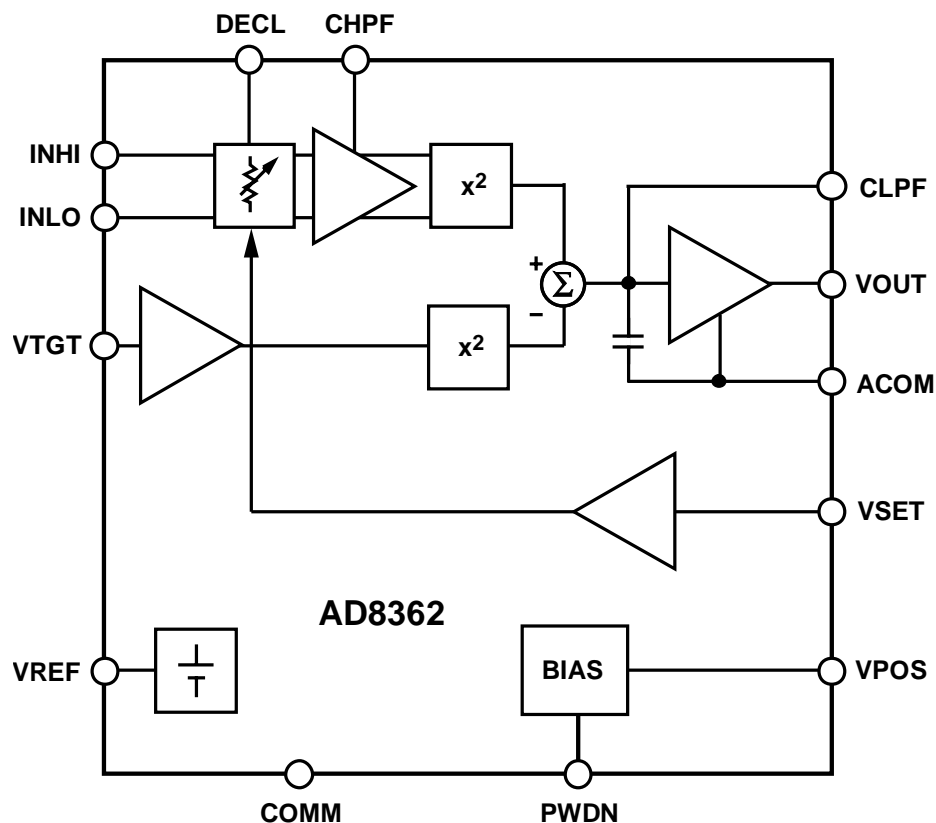 DECL CHPF
INHI
x²
CLPF
INLO
+
Σ
VOUT
−
VTGT
x²
ACOM
VSET
AD8362
VREF
BIAS
VPOS
COMM
PWDN